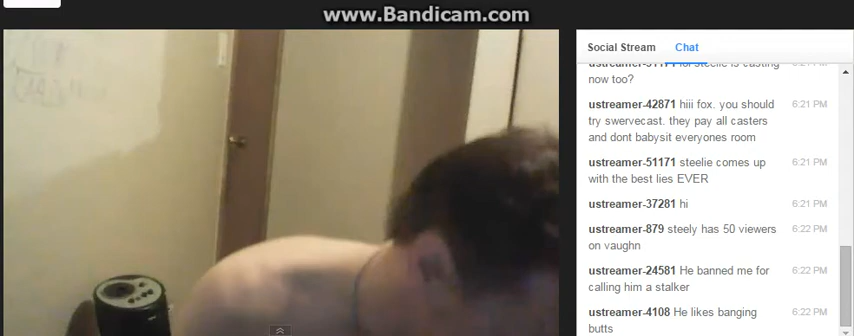 www.Bandicam.com
Social Stream Chat
now too?
ustreamer-42871 hiii fox. you should 6:21 PM
try swervecast. they pay all casters
and dont babysit everyones room
ustreamer-51171 steelie comes up 6:21 PM
with the best lies EVER
ustreamer-37281 hi 6:21 PM
ustreamer-879 steely has 50 viewers 6:22 PM
on vaughn
ustreamer-24581 He banned me for 6:22 PM
calling him a stalker
ustreamer-4108 He likes banging 6:22 PM
butts